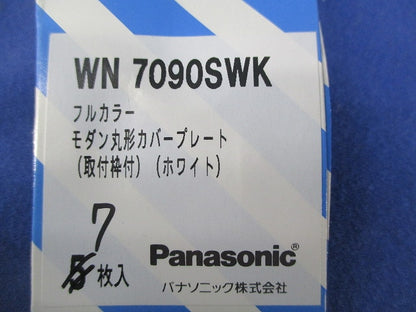 WN 7090SWK
フルカラー
モダン丸形カバープレート
(取付枠付) (ホワイト)
7
5枚入
Panasonic®
パナソニック株式会社